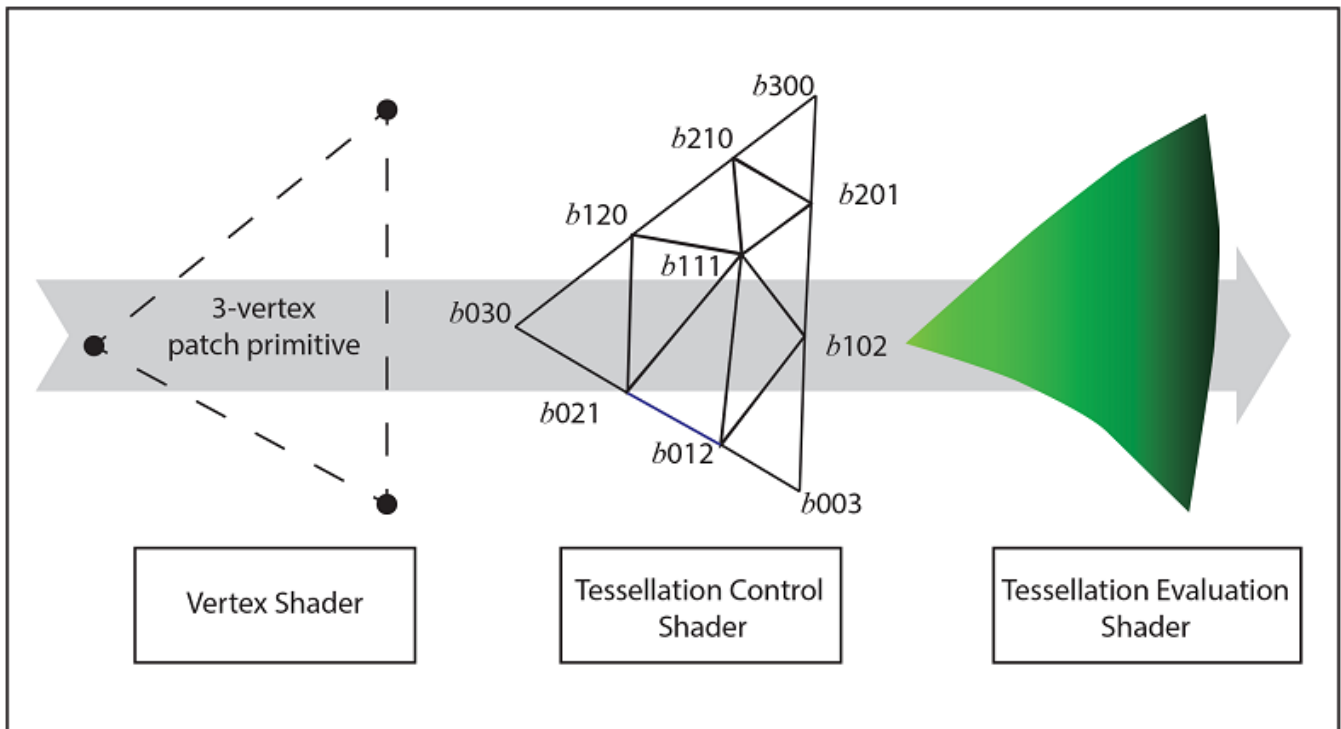 b300
b210
b201
b120
b111
3-vertex
patch primitive
b030
b102
b021
b012
b003
Vertex Shader
Tessellation Control
Shader
Tessellation Evaluation
Shader